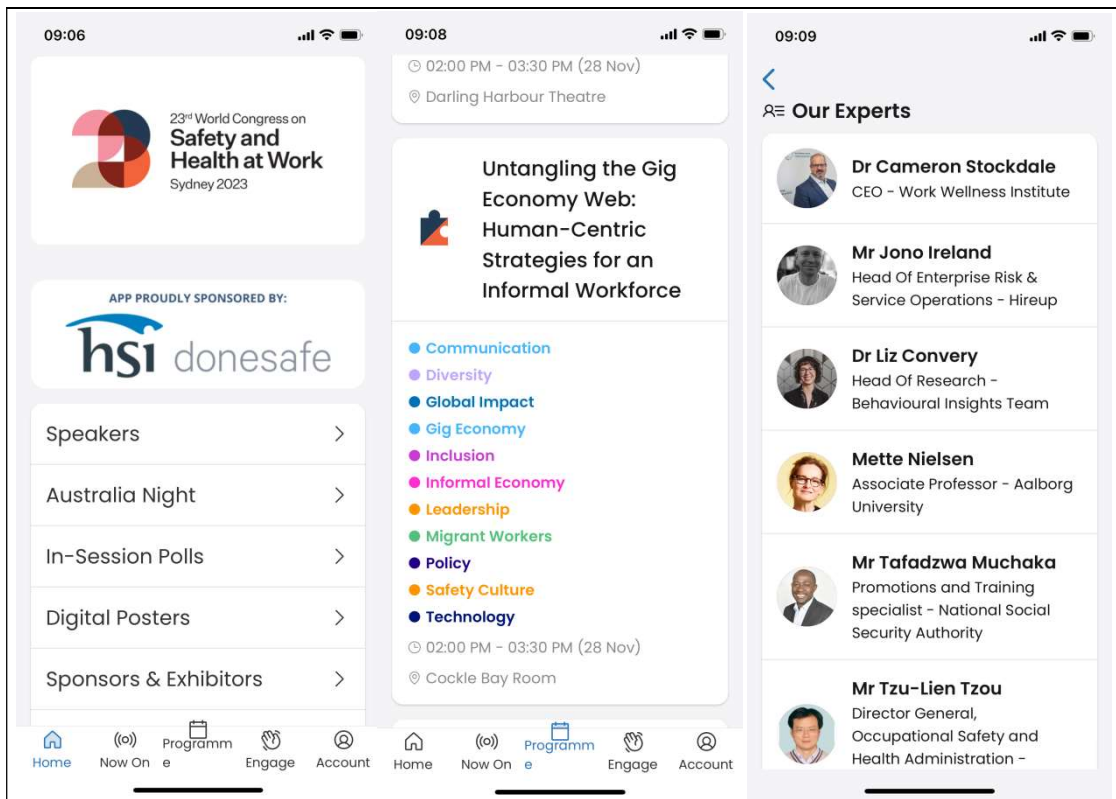 09:06
23rd World Congress on
Safety and
Health at Work
Sydney 2023
APP PROUDLY SPONSORED BY:
hsi donesafe
Speakers
Australia Night
In-Session Polls
Digital Posters
Sponsors & Exhibitors
Home
Now On
Programm
e
Engage
Account
09:08
02:00 PM - 03:30 PM (28 Nov)
Darling Harbour Theatre
Untangling the Gig
Economy Web:
Human-Centric
Strategies for an
Informal Workforce
Communication
Diversity
Global Impact
Gig Economy
Inclusion
Informal Economy
Leadership
Migrant Workers
Policy
Safety Culture
Technology
02:00 PM - 03:30 PM (28 Nov)
Cockle Bay Room
Home
Now On
Programm
e
Engage
Account
09:09
Our Experts
Dr Cameron Stockdale
CEO - Work Wellness Institute
Mr Jono Ireland
Head Of Enterprise Risk &
Service Operations - Hireup
Dr Liz Convery
Head Of Research -
Behavioural Insights Team
Mette Nielsen
Associate Professor - Aalborg
University
Mr Tafadzwa Muchaka
Promotions and Training
specialist - National Social
Security Authority
Mr Tzu-Lien Tzou
Director General,
Occupational Safety and
Health Administration -